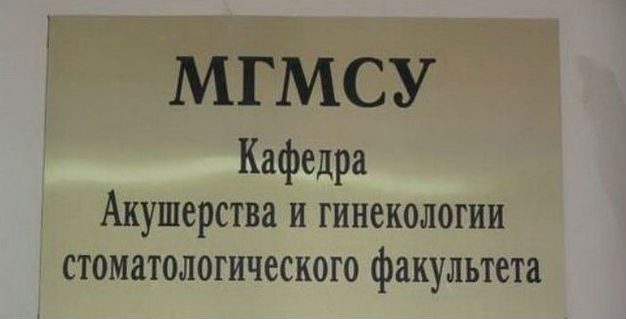 МГМСУ
Кафедра
Акушерства и гинекологии
стоматологического факультета